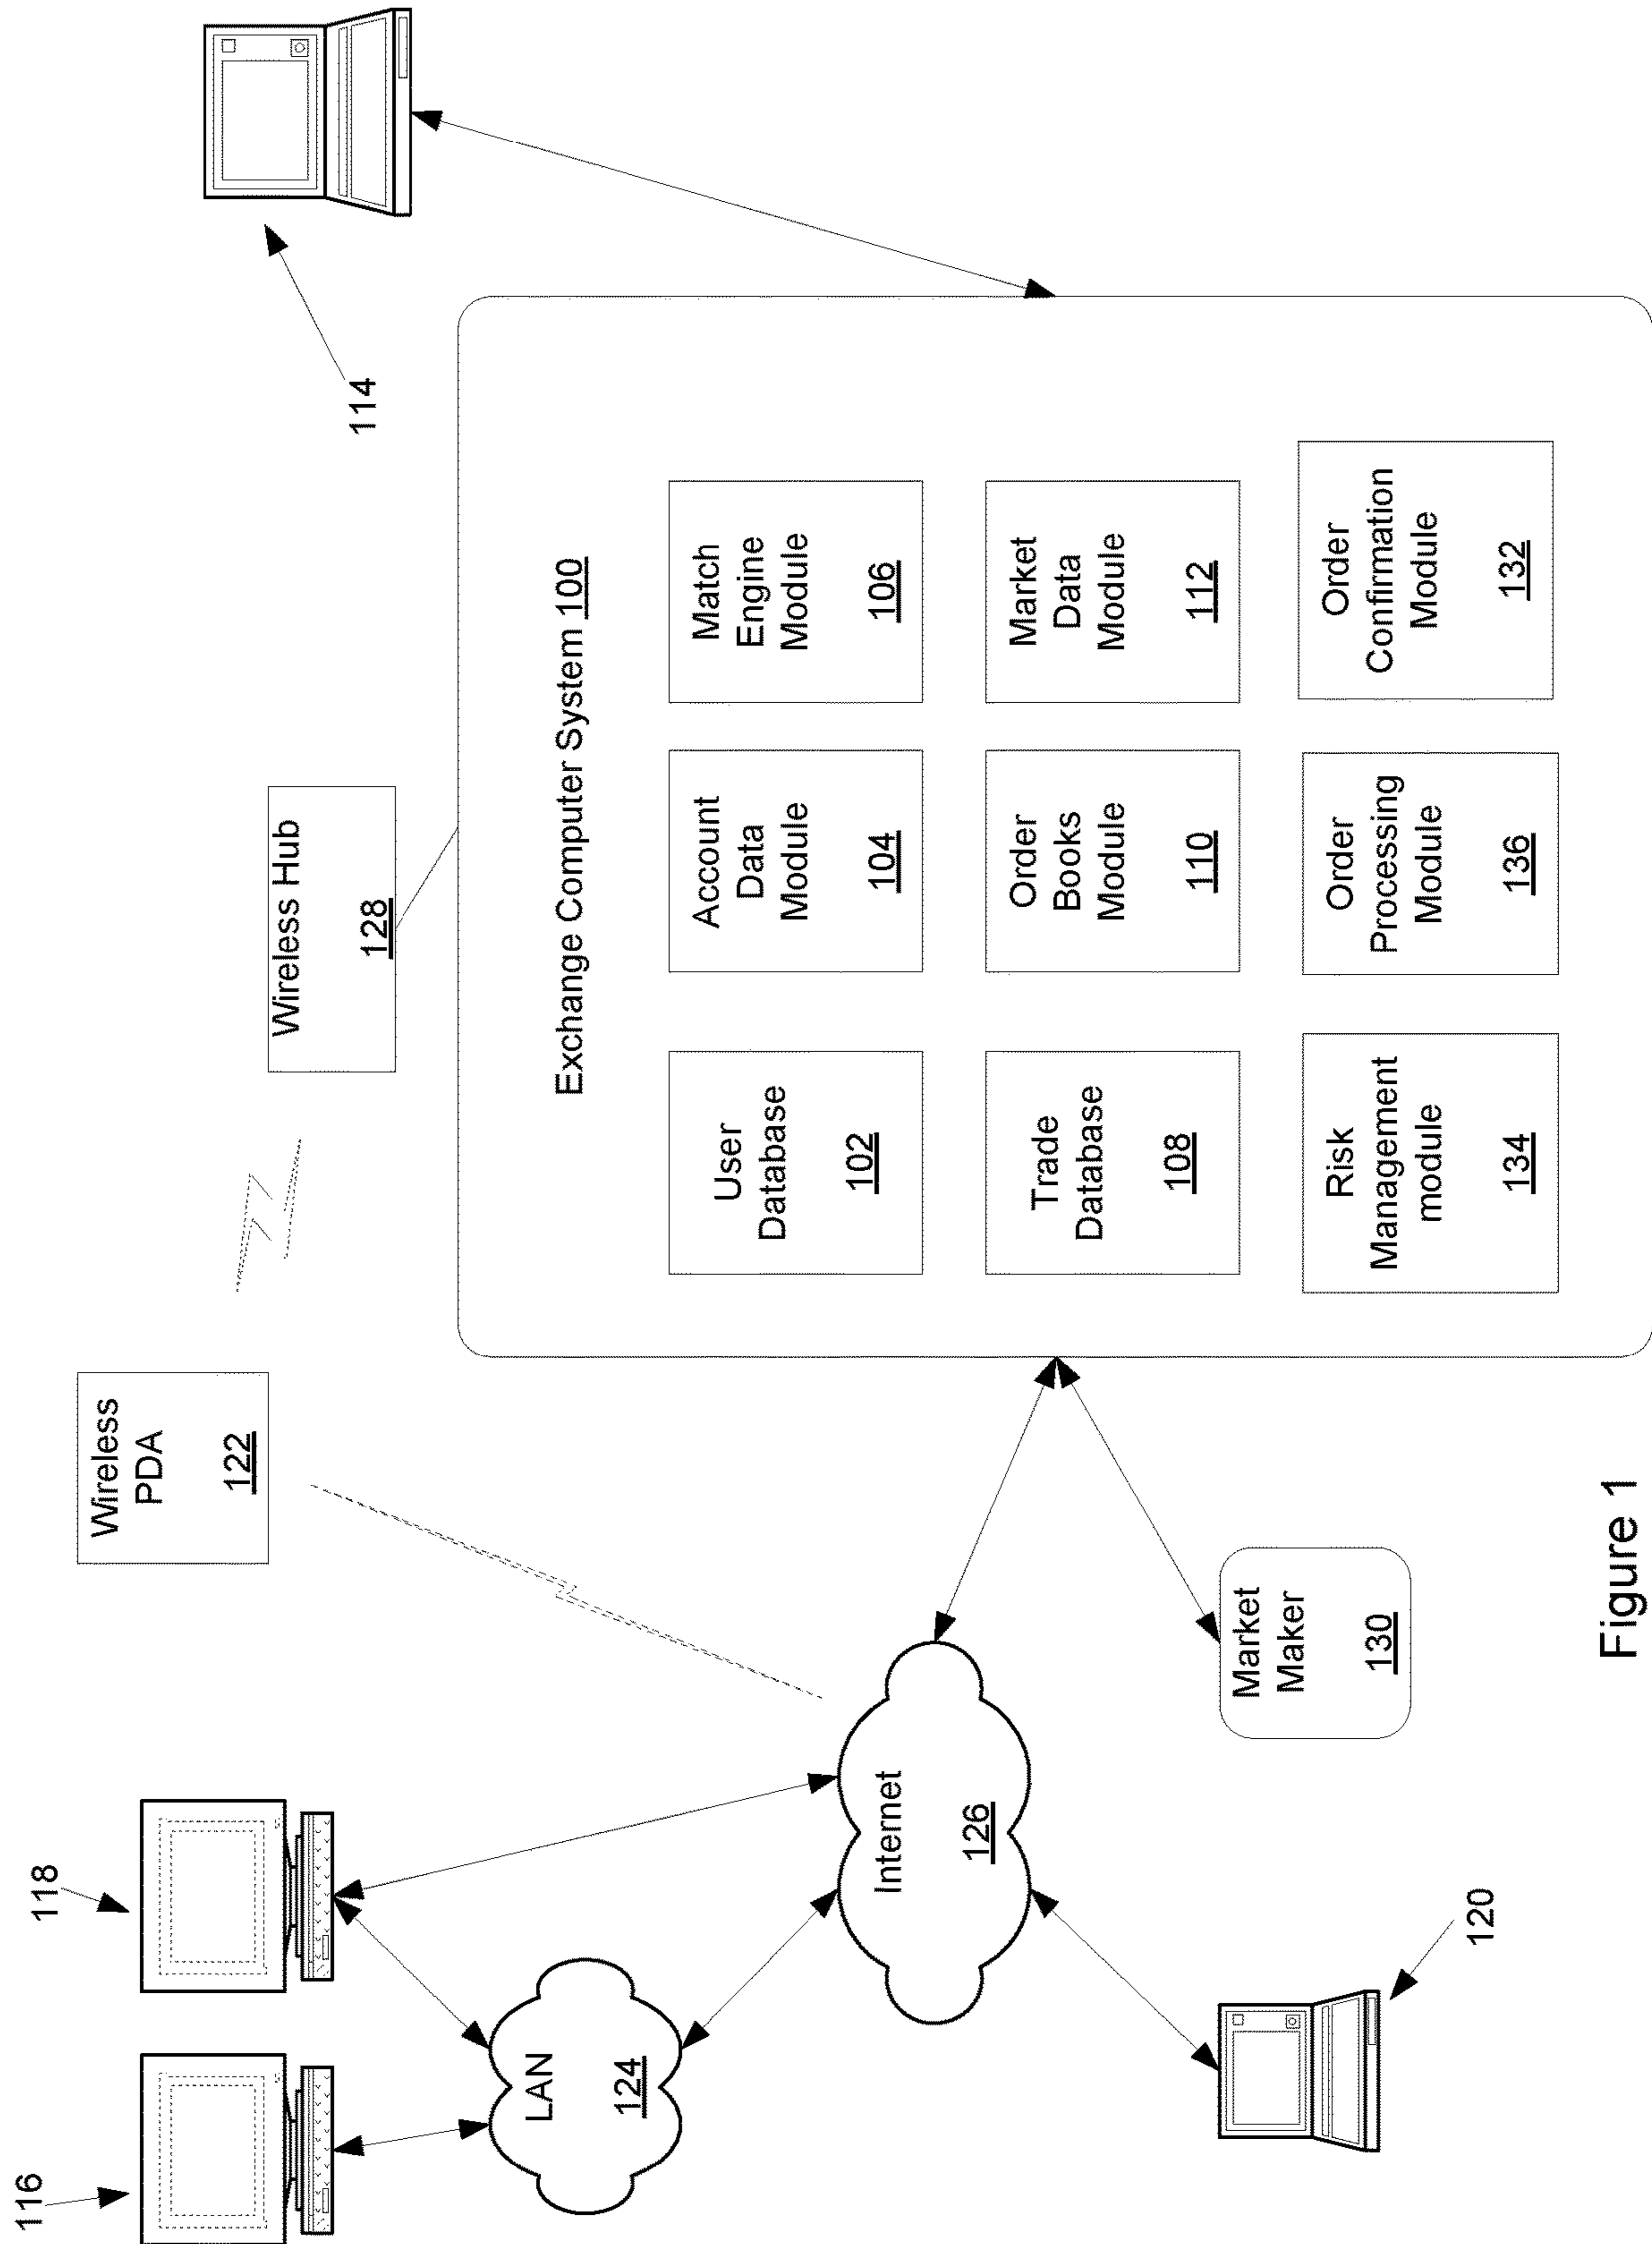 116
118
Wireless
PDA
122
Wireless Hub
128
114
LAN
124
Internet
126
Exchange Computer System 100
User
Database
102
Account
Data
Module
104
Match
Engine
Module
106
Trade
Database
108
Order
Books
Module
110
Market
Data
Module
112
Risk
Management
module
134
Order
Processing
Module
136
Order
Confirmation
Module
132
Market
Maker
130
120
Figure 1